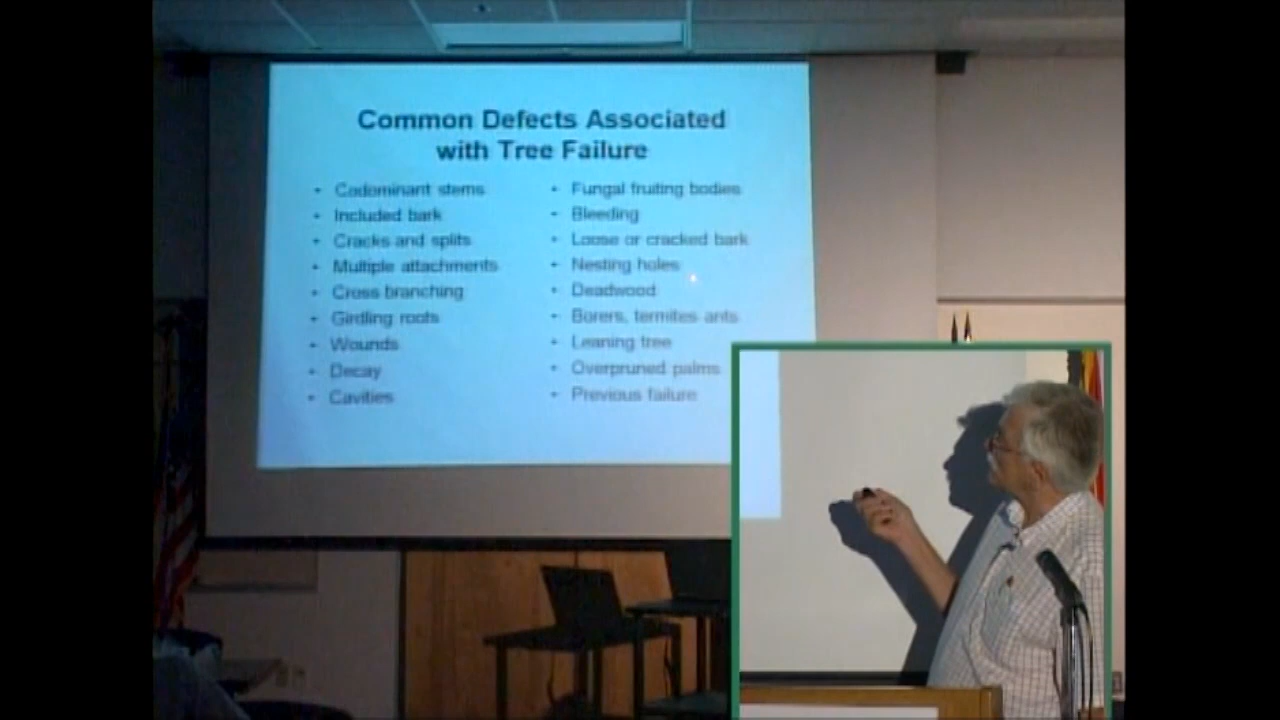 Common Defects Associated
with Tree Failure
• Codominant stems
• Included bark
• Cracks and splits
• Multiple attachments
• Cross branching
• Girdling roots
• Wounds
• Decay
• Cavities
• Fungal fruiting bodies
• Bleeding
• Loose or cracked bark
• Nesting holes
• Deadwood
• Borers, termites ants
• Leaning tree
• Overpruned palms
• Previous failure